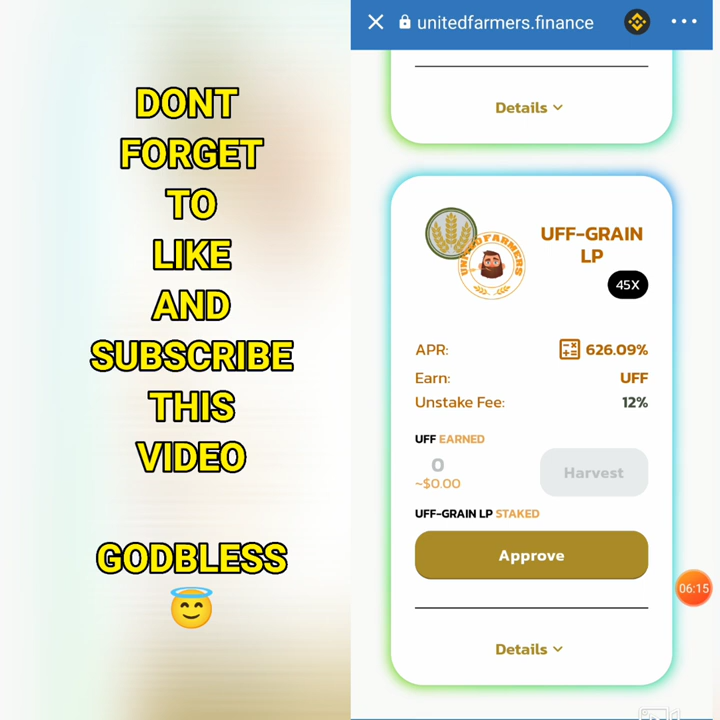 DONT
FORGET
TO
LIKE
AND
SUBSCRIBE
THIS
VIDEO
GODBLESS
unitedfarmers.finance
Details
UNITED FARMERS
UFF-GRAIN
LP
45X
APR: 626.09%
Earn: UFF
Unstake Fee: 12%
UFF EARNED
0
~$0.00
Harvest
UFF-GRAIN LP STAKED
Approve
06:15
Details